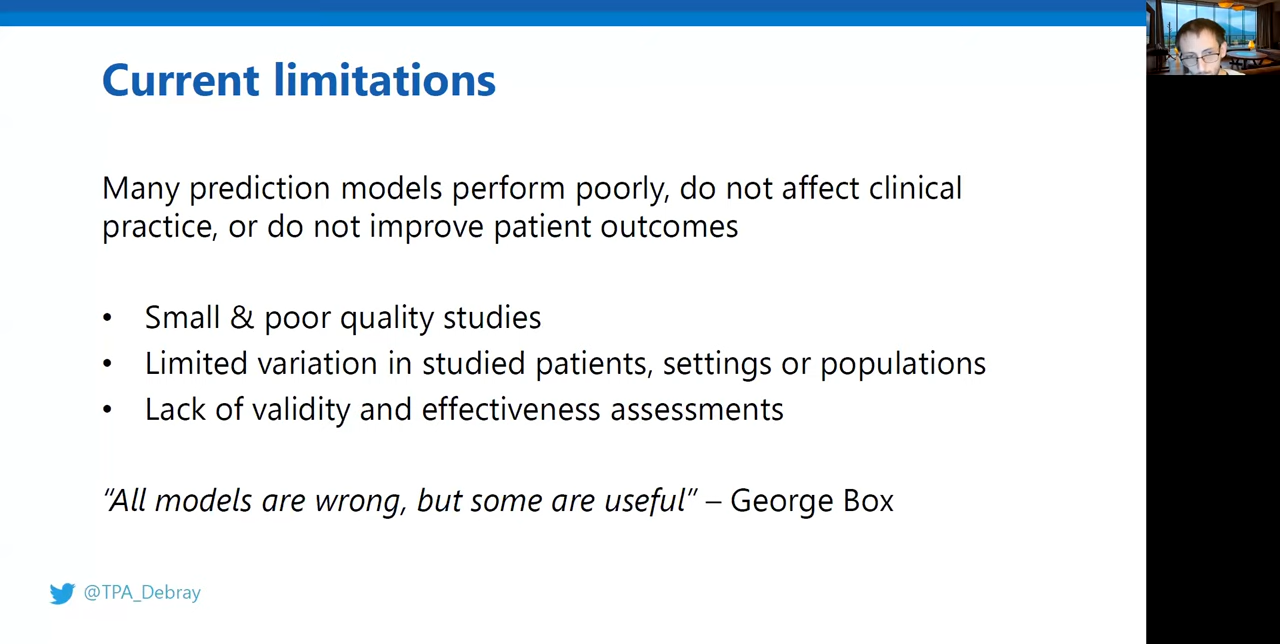 Current limitations
Many prediction models perform poorly, do not affect clinical
practice, or do not improve patient outcomes
• Small & poor quality studies
• Limited variation in studied patients, settings or populations
• Lack of validity and effectiveness assessments
“All models are wrong, but some are useful” – George Box
@TPA_Debray